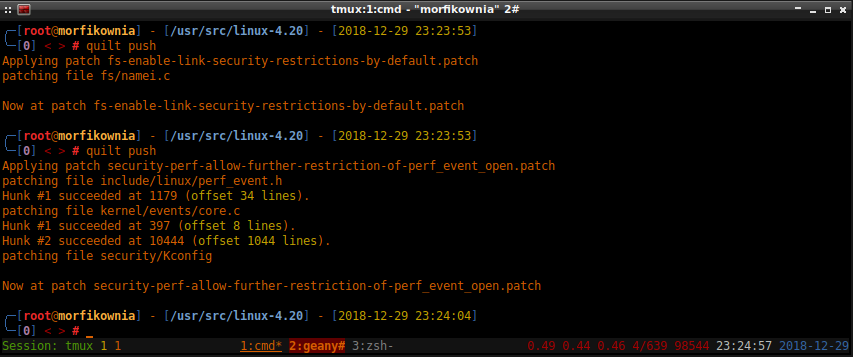 tmux:1:cmd - "morfikownia" 2#
[root@morfikownia] - [/usr/src/linux-4.20] - [2018-12-29 23:23:53]
[0] < > # quilt push
Applying patch fs-enable-link-security-restrictions-by-default.patch
patching file fs/namei.c
Now at patch fs-enable-link-security-restrictions-by-default.patch
[root@morfikownia] - [/usr/src/linux-4.20] - [2018-12-29 23:23:53]
[0] < > # quilt push
Applying patch security-perf-allow-further-restriction-of-perf_event_open.patch
patching file include/linux/perf_event.h
Hunk #1 succeeded at 1179 (offset 34 lines).
patching file kernel/events/core.c
Hunk #1 succeeded at 397 (offset 8 lines).
Hunk #2 succeeded at 10444 (offset 1044 lines).
patching file security/Kconfig
Now at patch security-perf-allow-further-restriction-of-perf_event_open.patch
[root@morfikownia] - [/usr/src/linux-4.20] - [2018-12-29 23:24:04]
[0] < > #
Session: tmux 1 1 1:cmd* 2:geany# 3:zsh- 0.49 0.44 0.46 4/639 98544 23:24:57 2018-12-29